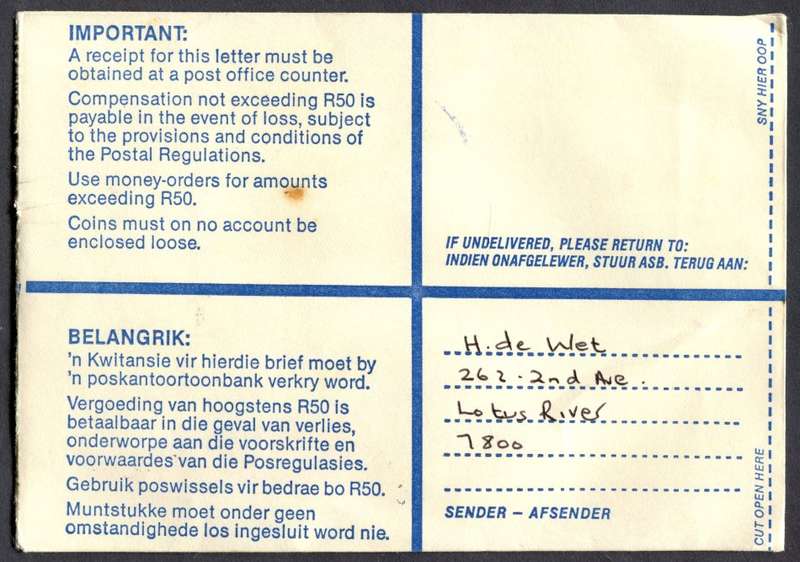 IMPORTANT:
A receipt for this letter must be
obtained at a post office counter.
Compensation not exceeding R50 is
payable in the event of loss, subject
to the provisions and conditions of
the Postal Regulations.
Use money-orders for amounts
exceeding R50.
Coins must on no account be
enclosed loose.
SNY HIER OOP
IF UNDELIVERED, PLEASE RETURN TO:
INDIEN ONAFGELEWER, STUUR ASB. TERUG AAN:
BELANGRIK:
'n Kwitansie vir hierdie brief moet by
'n poskantoortoonbank verkry word.
Vergoeding van hoogstens R50 is
betaalbaar in die geval van verlies,
onderworpe aan die voorskrifte en
voorwaardes van die Posregulasies.
Gebruik poswissels vir bedrae bo R50.
Muntstukke moet onder geen
omstandighede los ingesluit word nie.
H. de Wet
262. 2nd Ave.
Lotus River
7800
SENDER – AFSENDER
CUT OPEN HERE